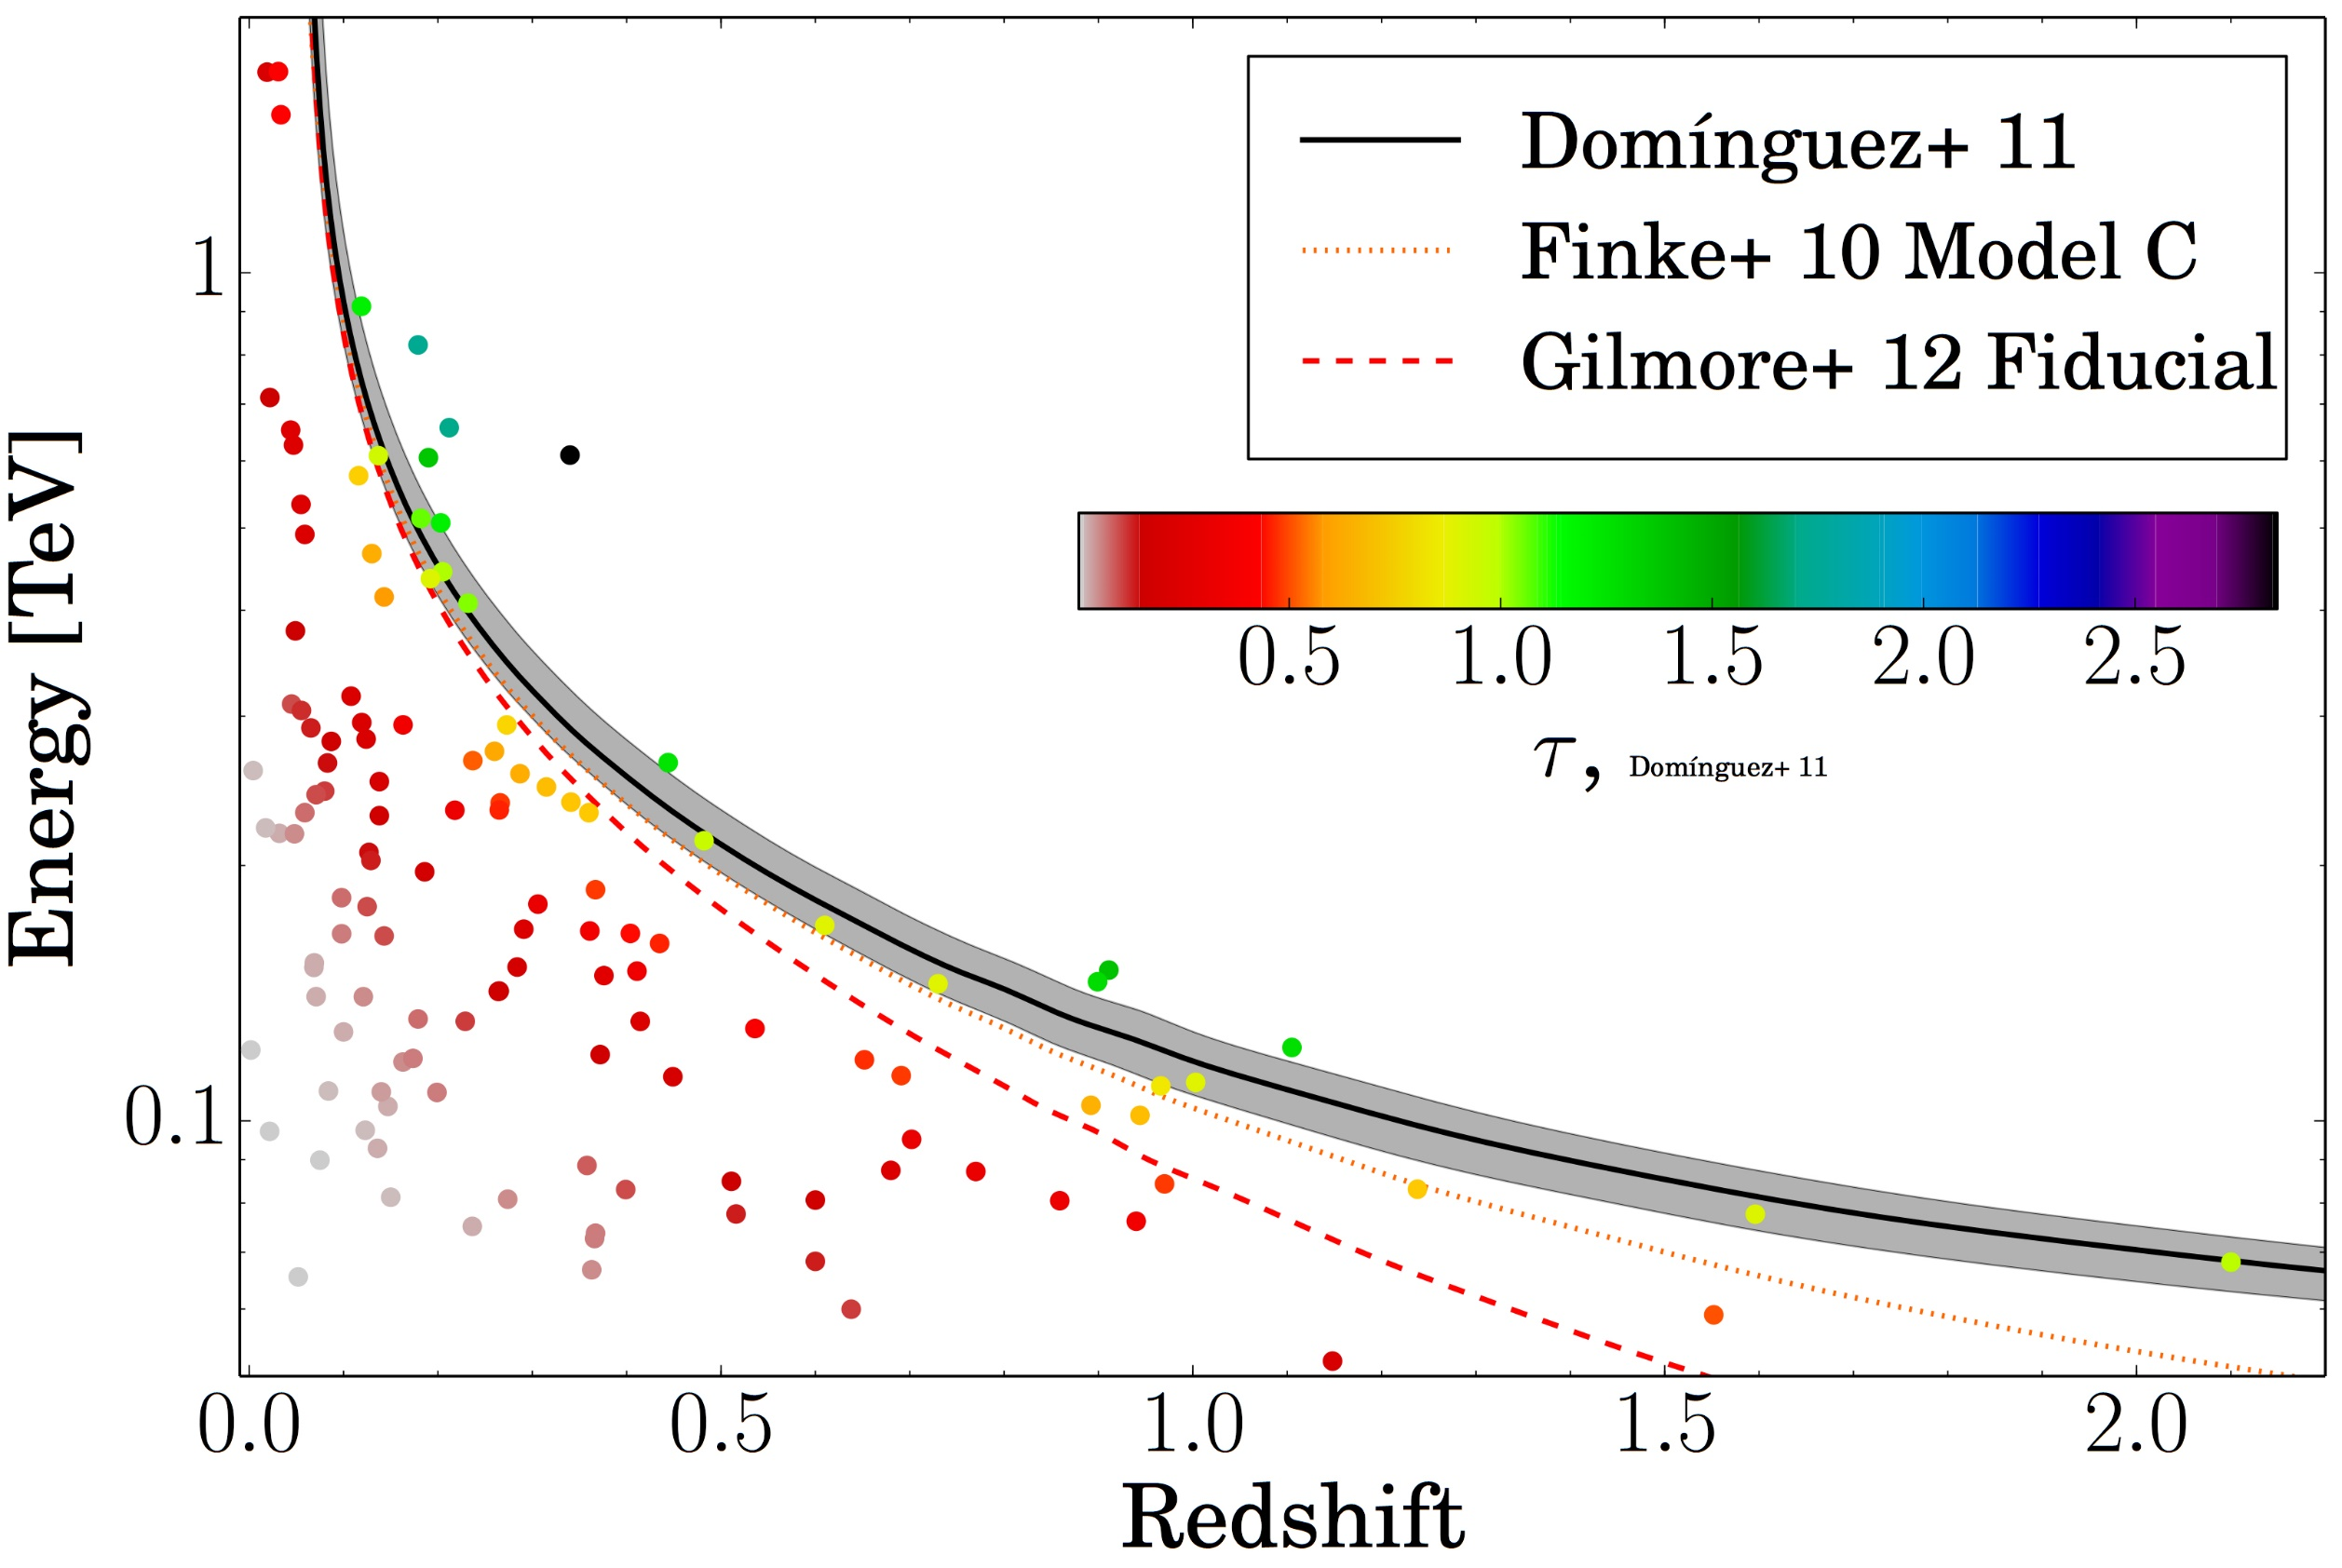 Domínguez+ 11
Finke+ 10 Model C
Gilmore+ 12 Fiducial
1
0.1
Energy [TeV]
0.5 1.0 1.5 2.0 2.5
τ, Domínguez+ 11
0.0 0.5 1.0 1.5 2.0
Redshift